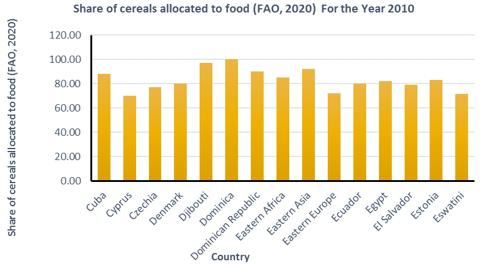 Share of cereals allocated to food (FAO, 2020)  For the Year 2010
Share of cereals allocated to food (FAO, 2020)
120.00
100.00
80.00
60.00
40.00
20.00
0.00
Cuba
Cyprus
Czechia
Denmark
Djibouti
Dominica
Dominican Republic
Eastern Africa
Eastern Asia
Eastern Europe
Ecuador
Egypt
El Salvador
Estonia
Eswatini
Country